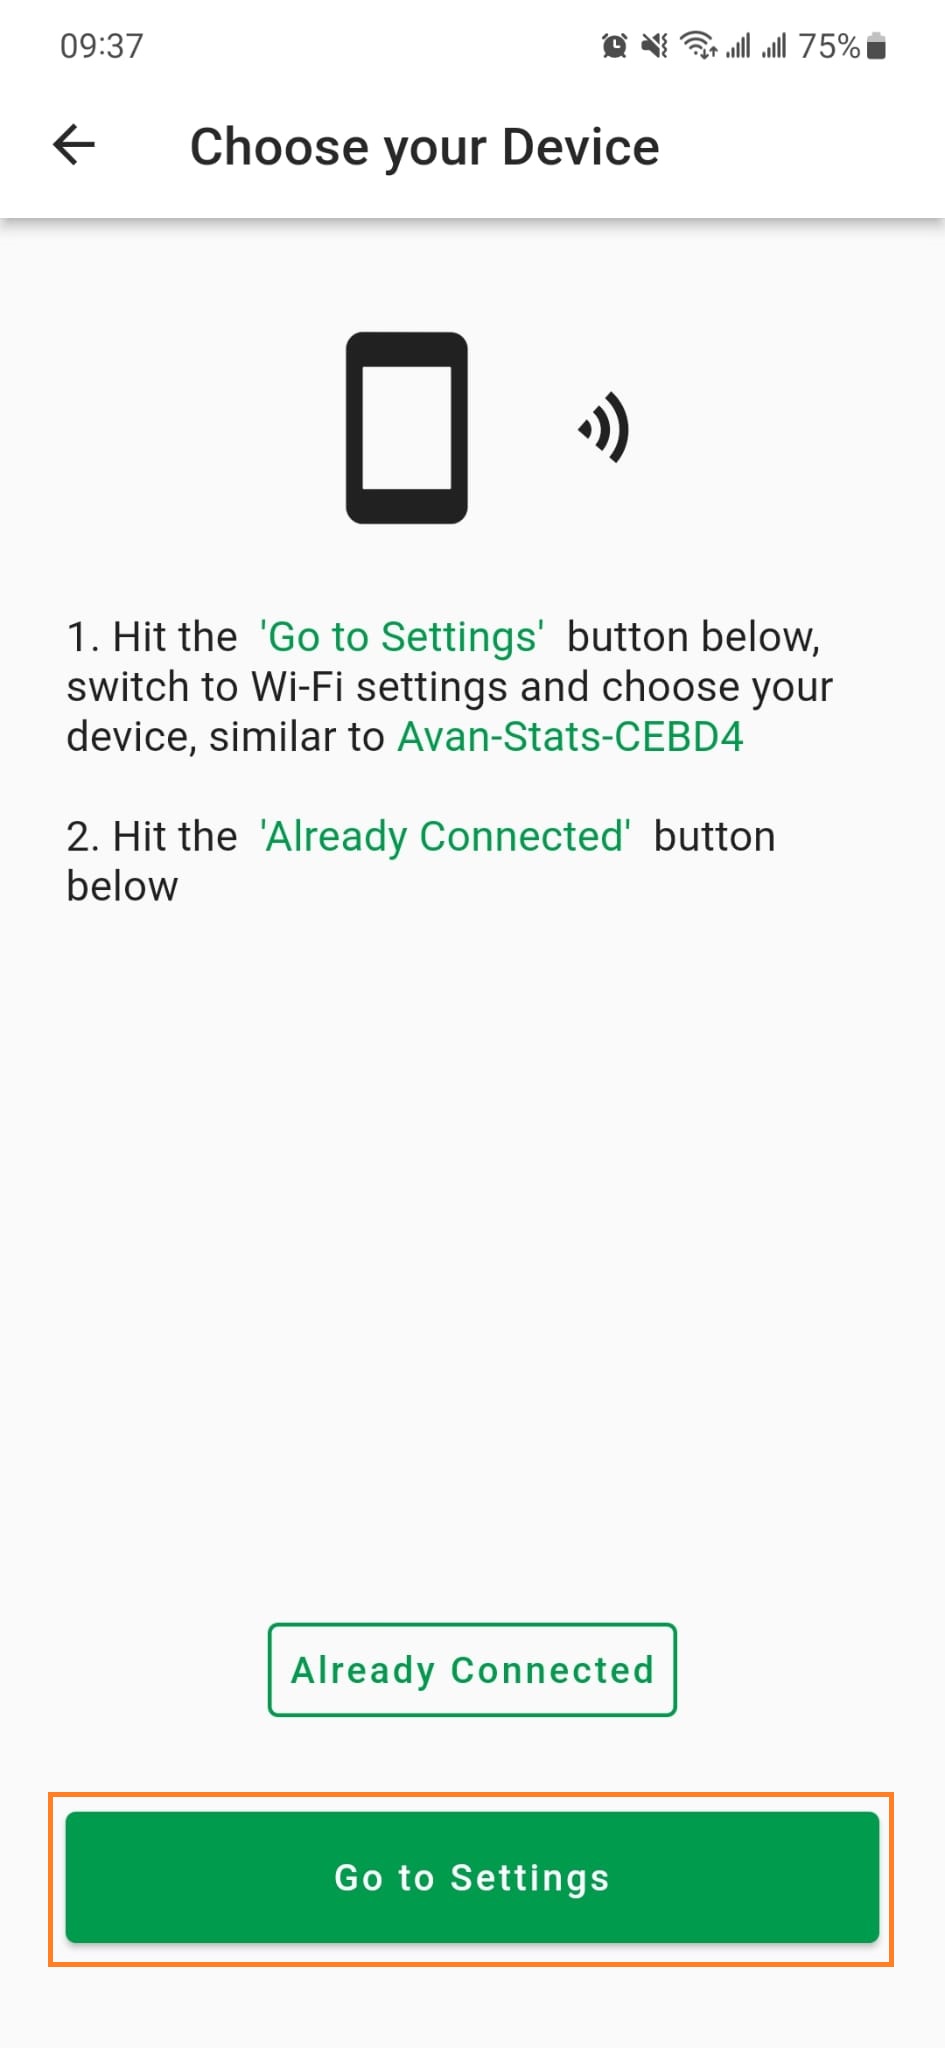 09:37 75%
Choose your Device
1. Hit the 'Go to Settings' button below,
switch to Wi-Fi settings and choose your
device, similar to Avan-Stats-CEBD4
2. Hit the 'Already Connected' button
below
Already Connected
Go to Settings